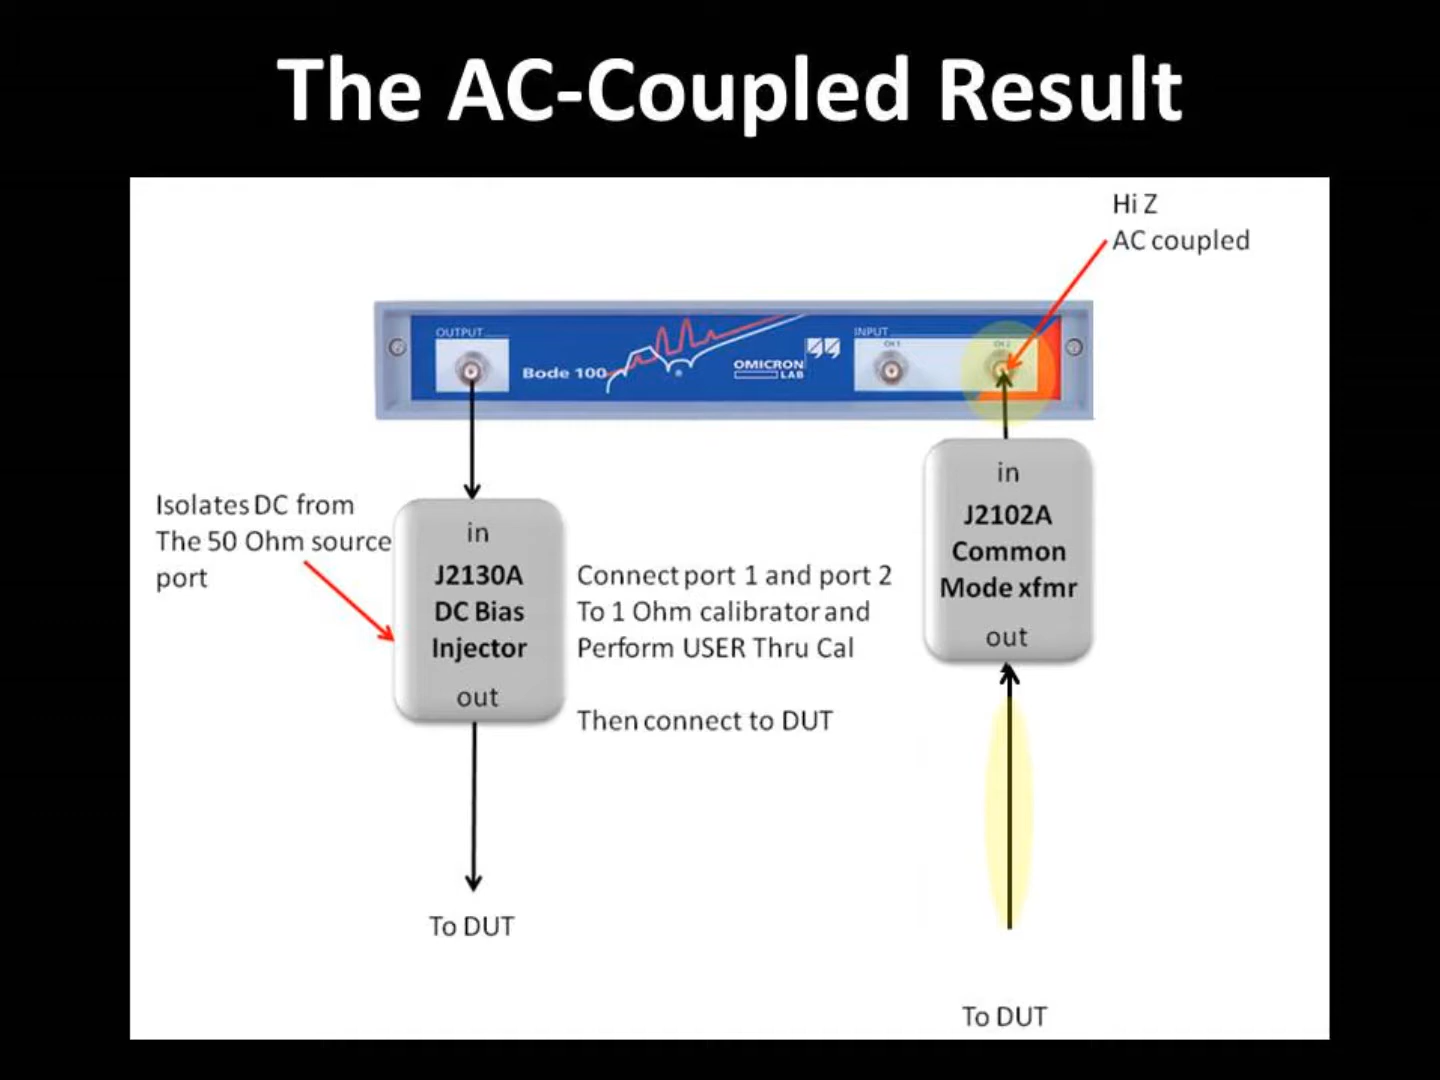 The AC-Coupled Result
Hi Z
AC coupled
OUTPUT
INPUT
CH 1
CH 2
Bode 100
OMICRON
LAB
Isolates DC from
The 50 Ohm source
port
in
J2130A
DC Bias
Injector
out
Connect port 1 and port 2
To 1 Ohm calibrator and
Perform USER Thru Cal
Then connect to DUT
in
J2102A
Common
Mode xfmr
out
To DUT
To DUT